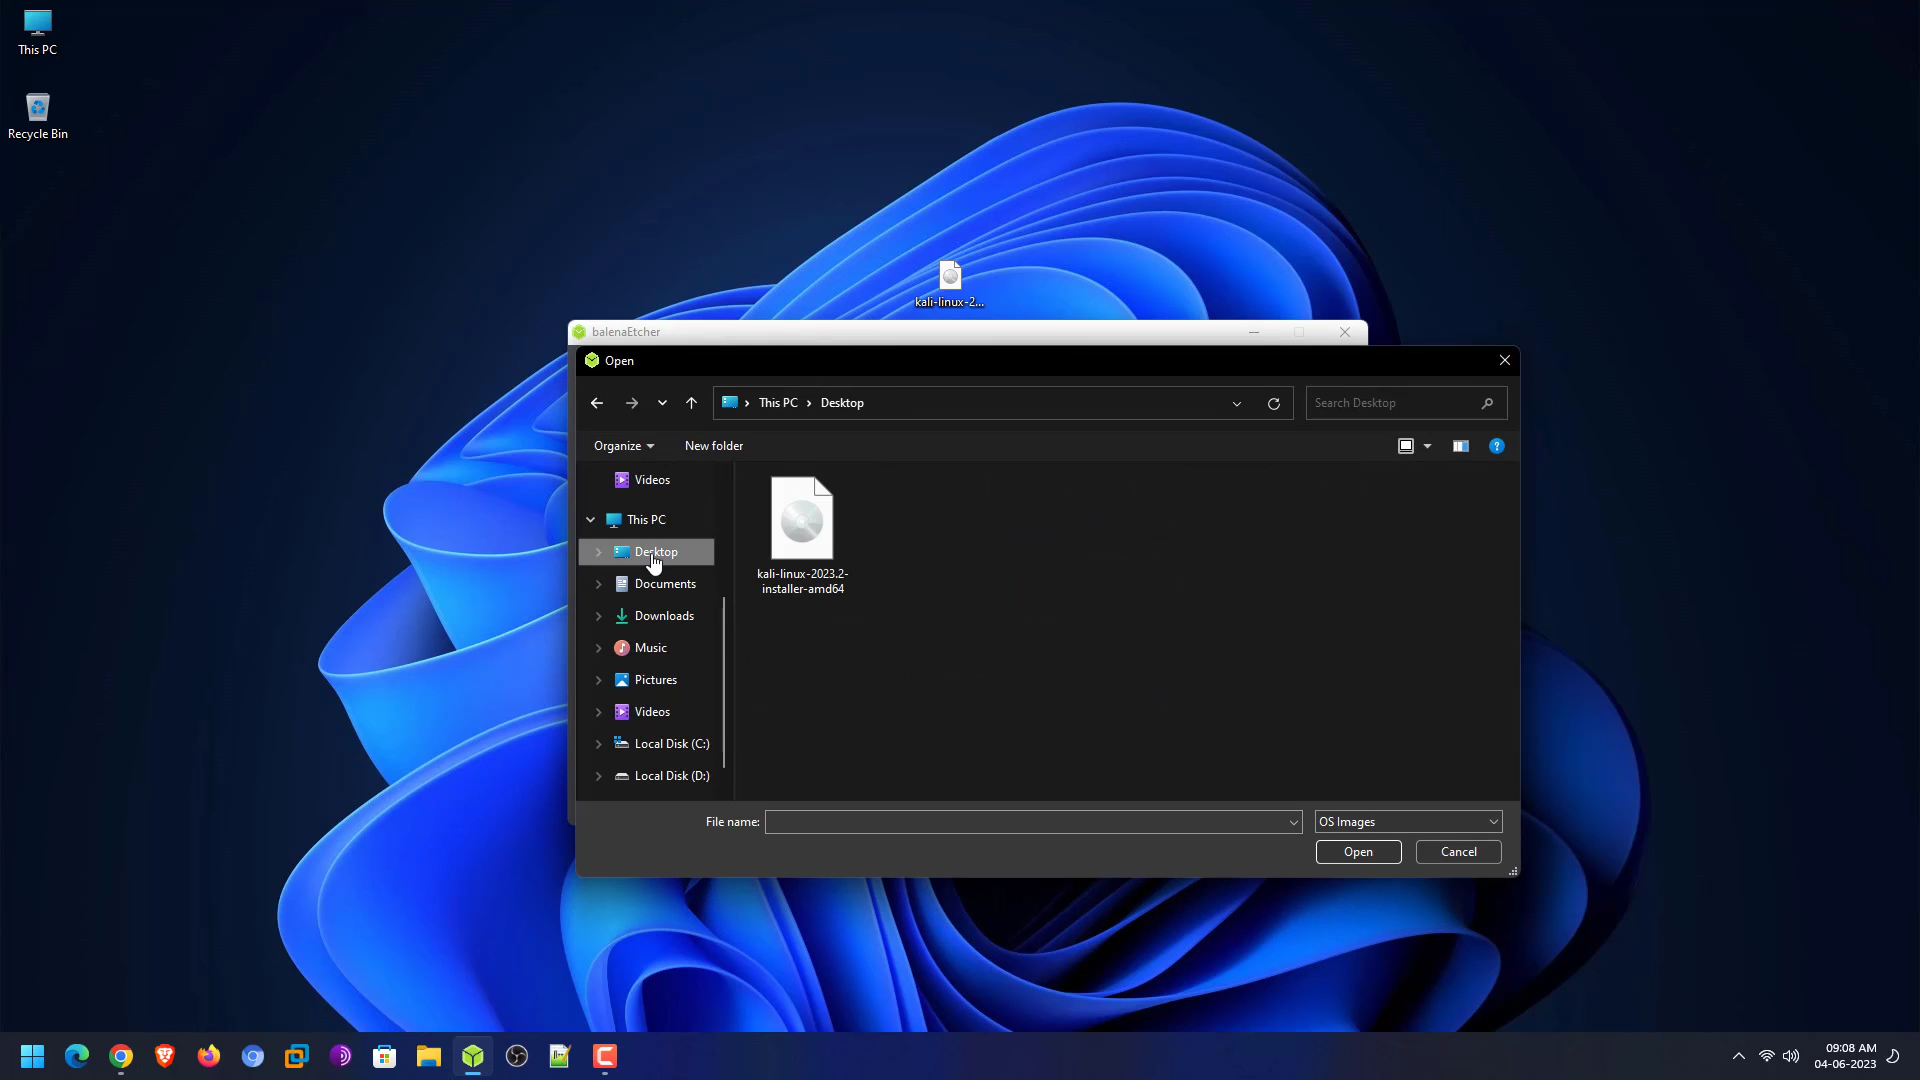 This PC
Recycle Bin
kali-linux-2...
balenaEtcher
Open
This PC
Desktop
Search Desktop
Organize
New folder
Videos
This PC
Desktop
Documents
Downloads
Music
Pictures
Videos
Local Disk (C:)
Local Disk (D:)
kali-linux-2023.2-
installer-amd64
File name:
OS Images
Open
Cancel
09:08 AM
04-06-2023